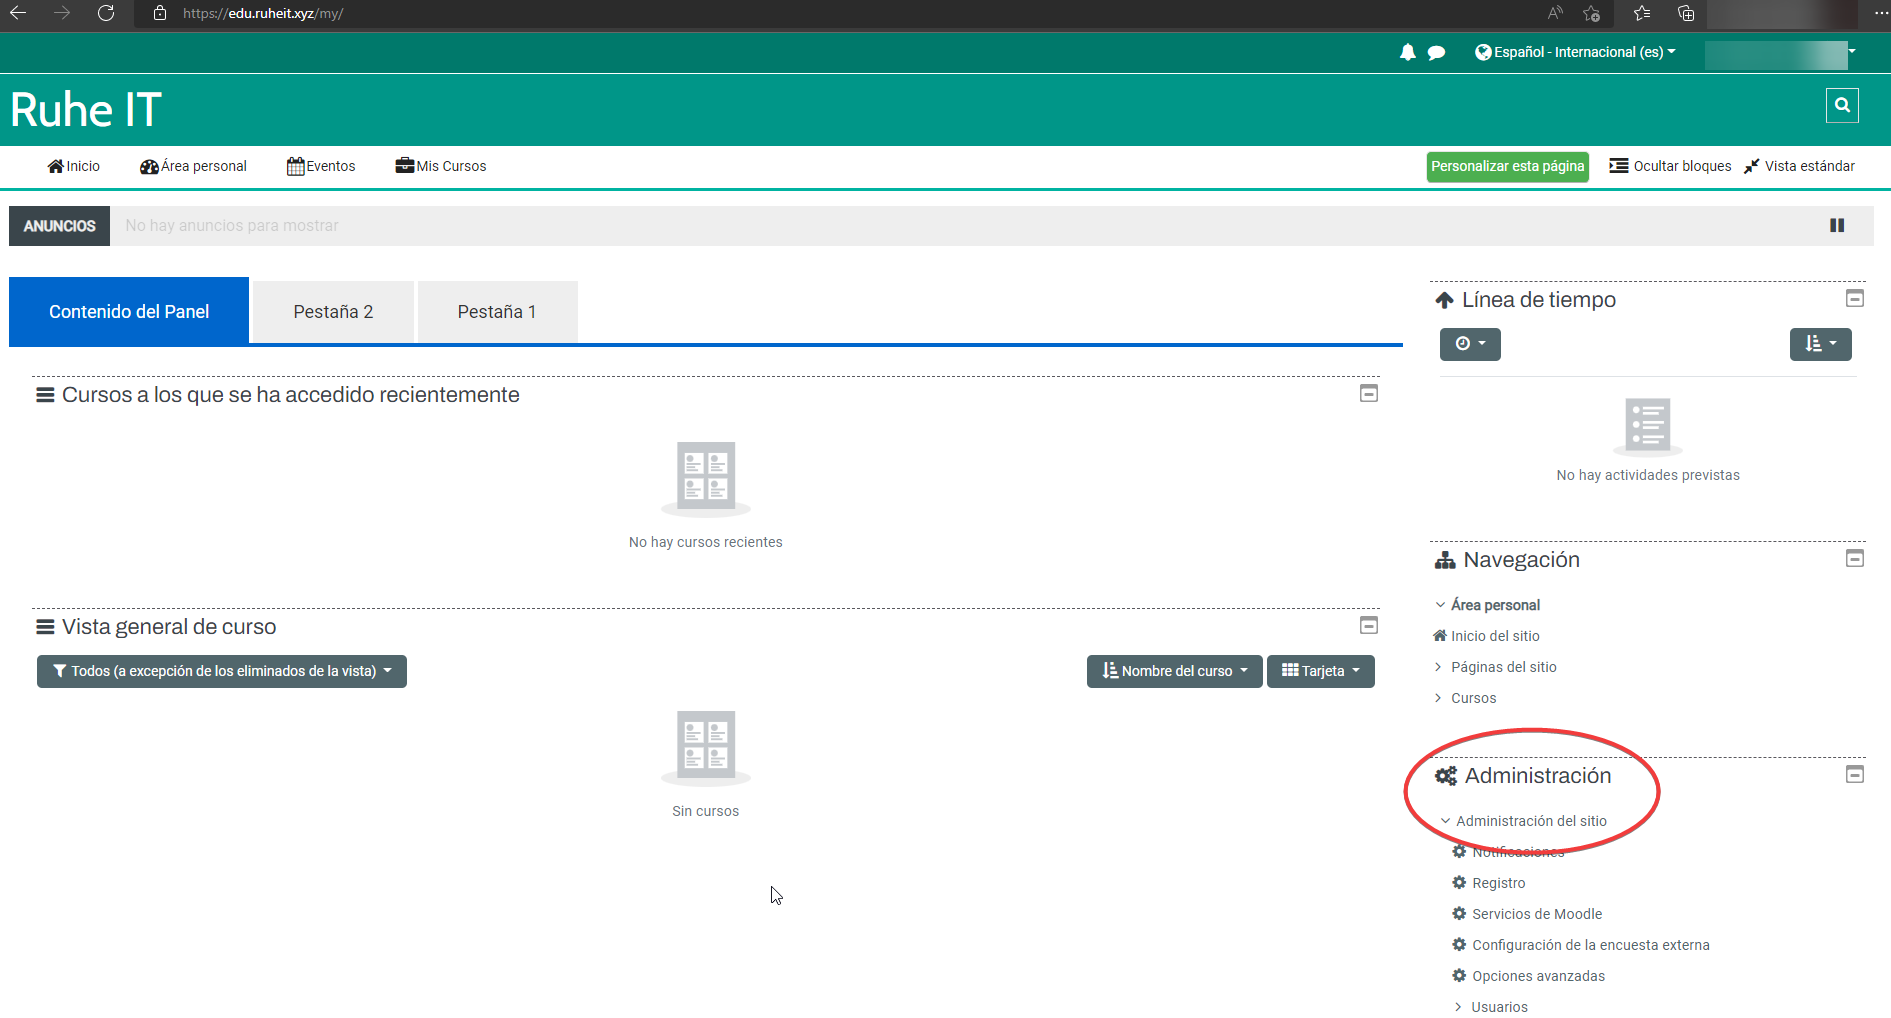 https://edu.ruheit.xyz/my/
Español - Internacional (es)
Ruhe IT
Inicio
Área personal
Eventos
Mis Cursos
Personalizar esta página
Ocultar bloques
Vista estándar
ANUNCIOS
No hay anuncios para mostrar
Contenido del Panel
Pestaña 2
Pestaña 1
Cursos a los que se ha accedido recientemente
No hay cursos recientes
Vista general de curso
Todos (a excepción de los eliminados de la vista)
Nombre del curso
Tarjeta
Sin cursos
Línea de tiempo
No hay actividades previstas
Navegación
Área personal
Inicio del sitio
Páginas del sitio
Cursos
Administración
Administración del sitio
Notificaciones
Registro
Servicios de Moodle
Configuración de la encuesta externa
Opciones avanzadas
Usuarios